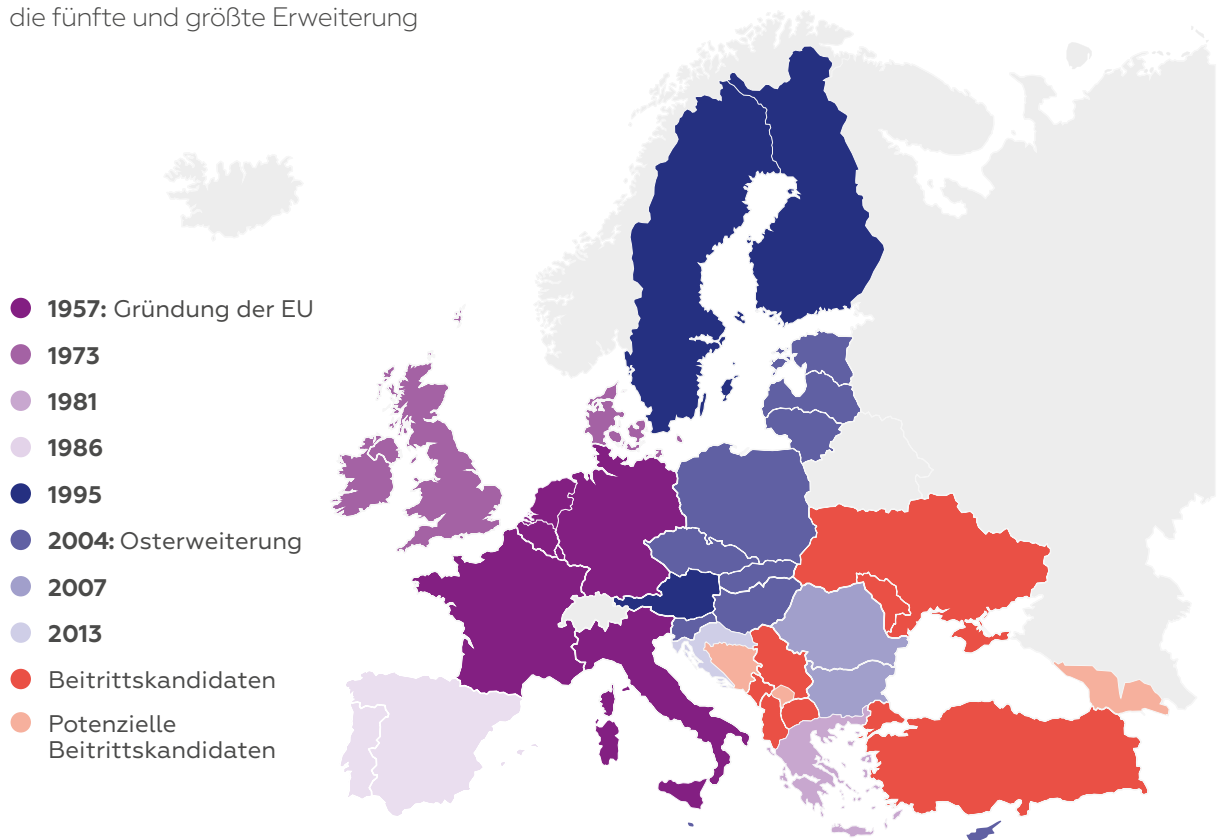 die fünfte und größte Erweiterung
1957: Gründung der EU
1973
1981
1986
1995
2004: Osterweiterung
2007
2013
Beitrittskandidaten
Potenzielle
Beitrittskandidaten